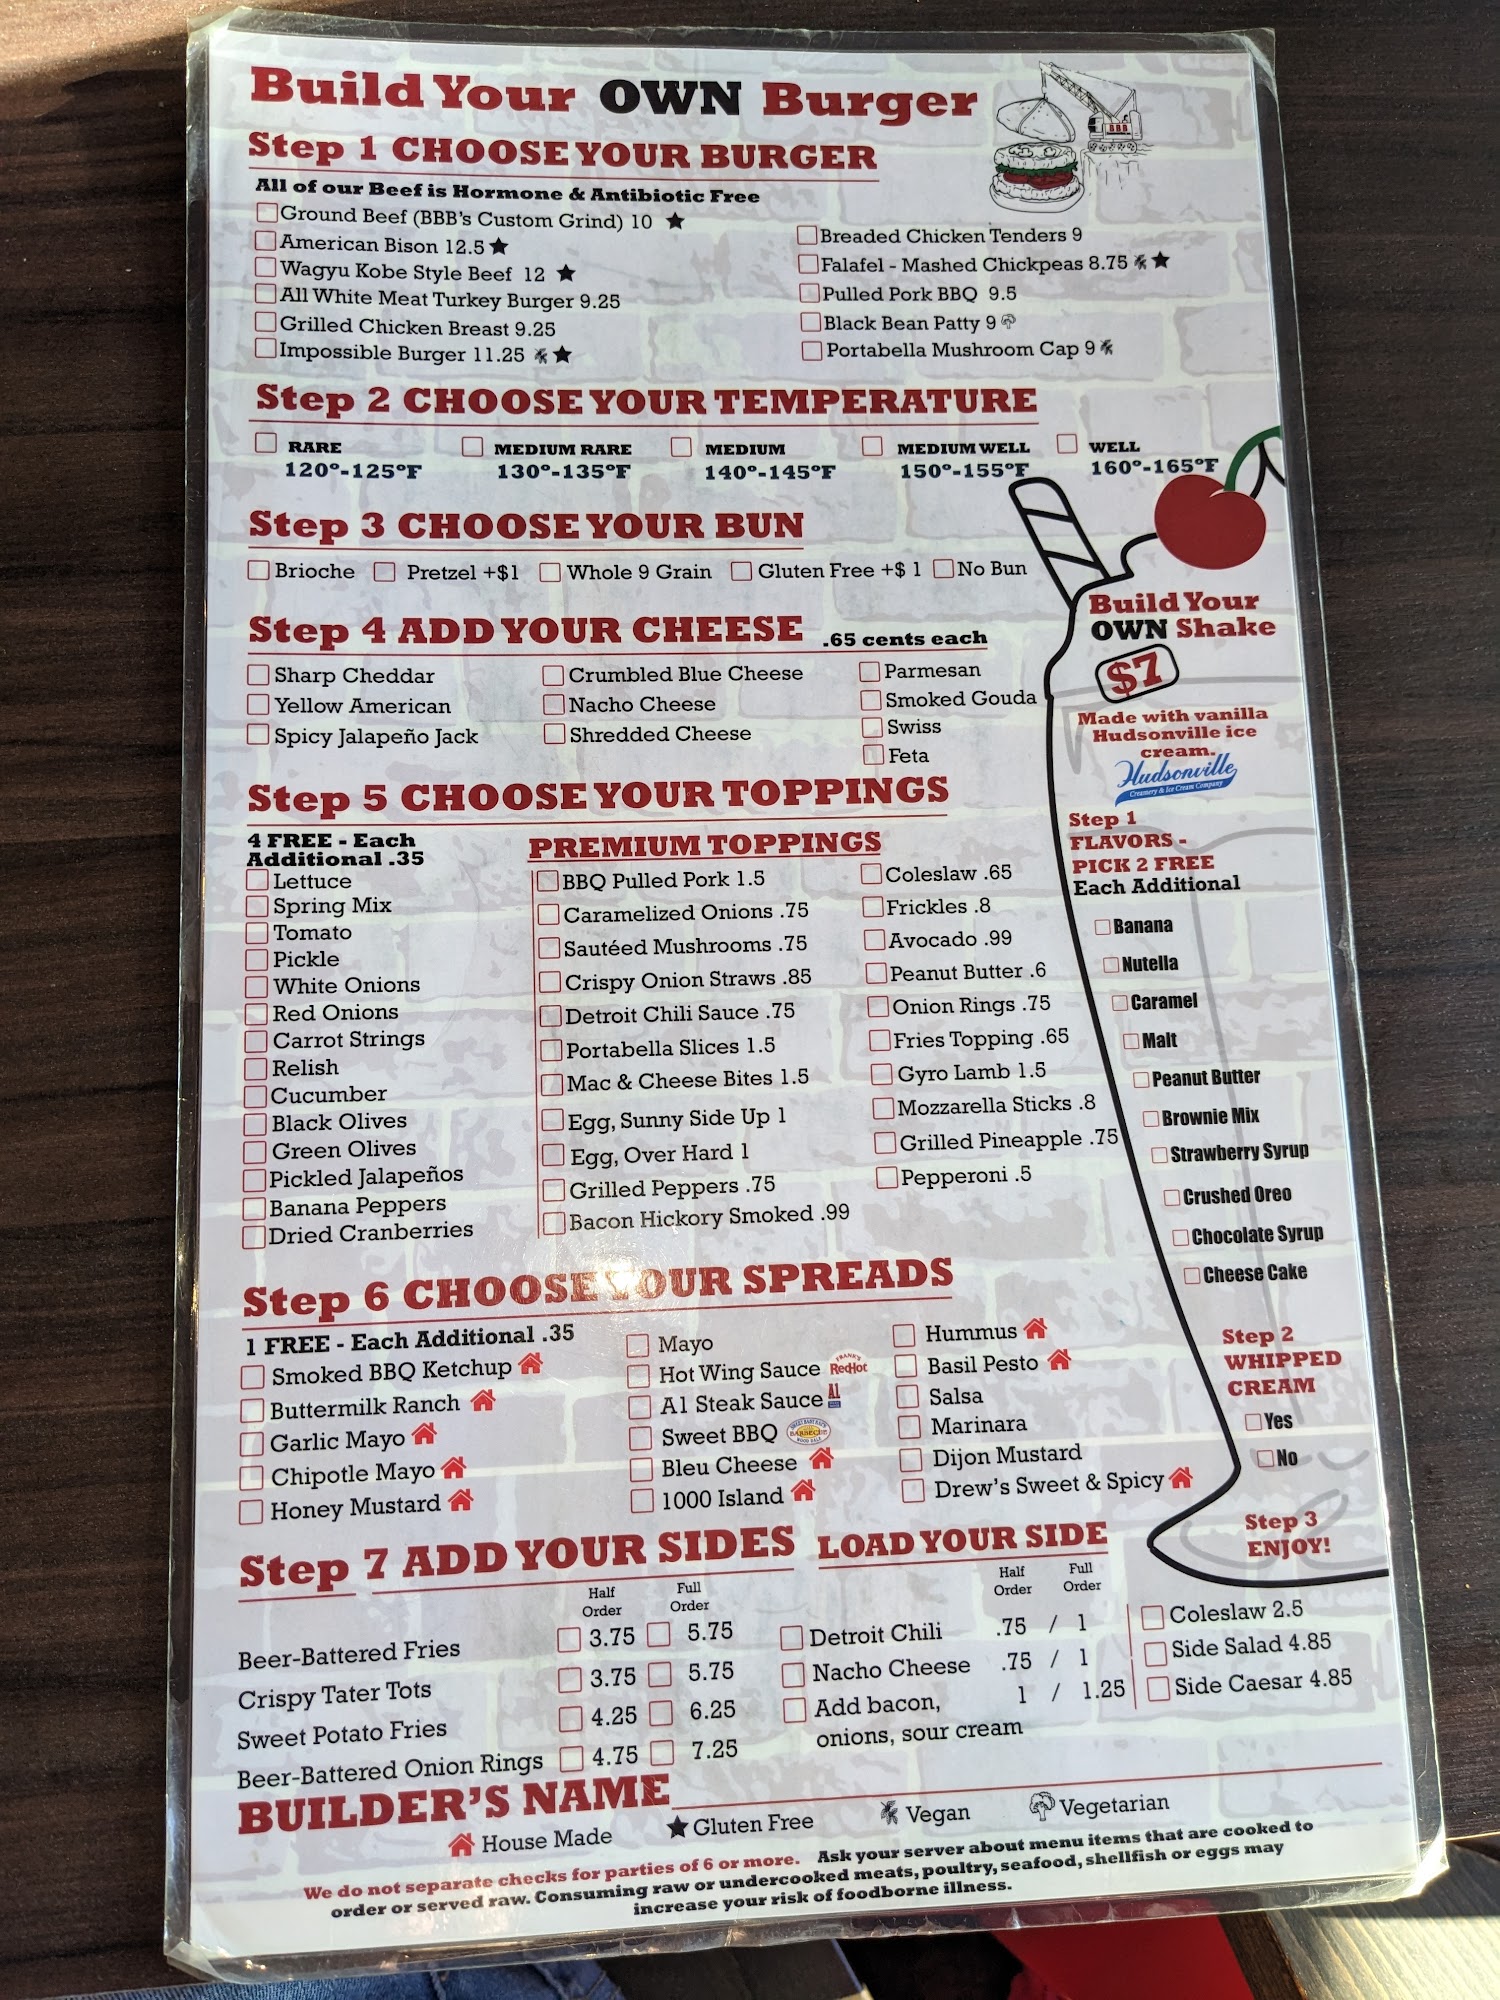 Build Your OWN Burger
BBB
Step 1 CHOOSE YOUR BURGER
All of our Beef is Hormone & Antibiotic Free
Ground Beef (BBB's Custom Grind) 10 ★
American Bison 12.5 ★
Wagyu Kobe Style Beef 12 ★
All White Meat Turkey Burger 9.25
Grilled Chicken Breast 9.25
Impossible Burger 11.25 ★
Breaded Chicken Tenders 9
Falafel - Mashed Chickpeas 8.75 ★
Pulled Pork BBQ 9.5
Black Bean Patty 9
Portabella Mushroom Cap 9
Step 2 CHOOSE YOUR TEMPERATURE
RARE
120°-125°F
MEDIUM RARE
130°-135°F
MEDIUM
140°-145°F
MEDIUM WELL
150°-155°F
WELL
160°-165°F
Step 3 CHOOSE YOUR BUN
Brioche Pretzel +$1 Whole 9 Grain Gluten Free +$ 1 No Bun
Step 4 ADD YOUR CHEESE .65 cents each
Sharp Cheddar
Yellow American
Spicy Jalapeño Jack
Crumbled Blue Cheese
Nacho Cheese
Shredded Cheese
Parmesan
Smoked Gouda
Swiss
Feta
Step 5 CHOOSE YOUR TOPPINGS
4 FREE - Each
Additional .35
Lettuce
Spring Mix
Tomato
Pickle
White Onions
Red Onions
Carrot Strings
Relish
Cucumber
Black Olives
Green Olives
Pickled Jalapeños
Banana Peppers
Dried Cranberries
PREMIUM TOPPINGS
BBQ Pulled Pork 1.5
Caramelized Onions .75
Sautéed Mushrooms .75
Crispy Onion Straws .85
Detroit Chili Sauce .75
Portabella Slices 1.5
Mac & Cheese Bites 1.5
Egg, Sunny Side Up 1
Egg, Over Hard 1
Grilled Peppers .75
Bacon Hickory Smoked .99
Coleslaw .65
Frickles .8
Avocado .99
Peanut Butter .6
Onion Rings .75
Fries Topping .65
Gyro Lamb 1.5
Mozzarella Sticks .8
Grilled Pineapple .75
Pepperoni .5
Build Your
OWN Shake
$7
Made with vanilla
Hudsonville ice
cream.
Hudsonville
Creamery & Ice Cream Company
Step 1
FLAVORS -
PICK 2 FREE
Each Additional
Banana
Nutella
Caramel
Malt
Peanut Butter
Brownie Mix
Strawberry Syrup
Crushed Oreo
Chocolate Syrup
Cheese Cake
Step 2
WHIPPED
CREAM
Yes
No
Step 3
ENJOY!
Step 6 CHOOSE YOUR SPREADS
1 FREE - Each Additional .35
Smoked BBQ Ketchup
Buttermilk Ranch
Garlic Mayo
Chipotle Mayo
Honey Mustard
Mayo
Hot Wing Sauce FRANK'S RedHot
A1 Steak Sauce A1
Sweet BBQ
Bleu Cheese
1000 Island
Hummus
Basil Pesto
Salsa
Marinara
Dijon Mustard
Drew's Sweet & Spicy
Step 7 ADD YOUR SIDES
Half Order Full Order
Beer-Battered Fries 3.75 5.75
Crispy Tater Tots 3.75 5.75
Sweet Potato Fries 4.25 6.25
Beer-Battered Onion Rings 4.75 7.25
LOAD YOUR SIDE
Half Order Full Order
Detroit Chili .75 / 1
Nacho Cheese .75 / 1
Add bacon, 1 / 1.25
onions, sour cream
Coleslaw 2.5
Side Salad 4.85
Side Caesar 4.85
BUILDER'S NAME
House Made ★ Gluten Free Vegan Vegetarian
We do not separate checks for parties of 6 or more. Ask your server about menu items that are cooked to
order or served raw. Consuming raw or undercooked meats, poultry, seafood, shellfish or eggs may
increase your risk of foodborne illness.